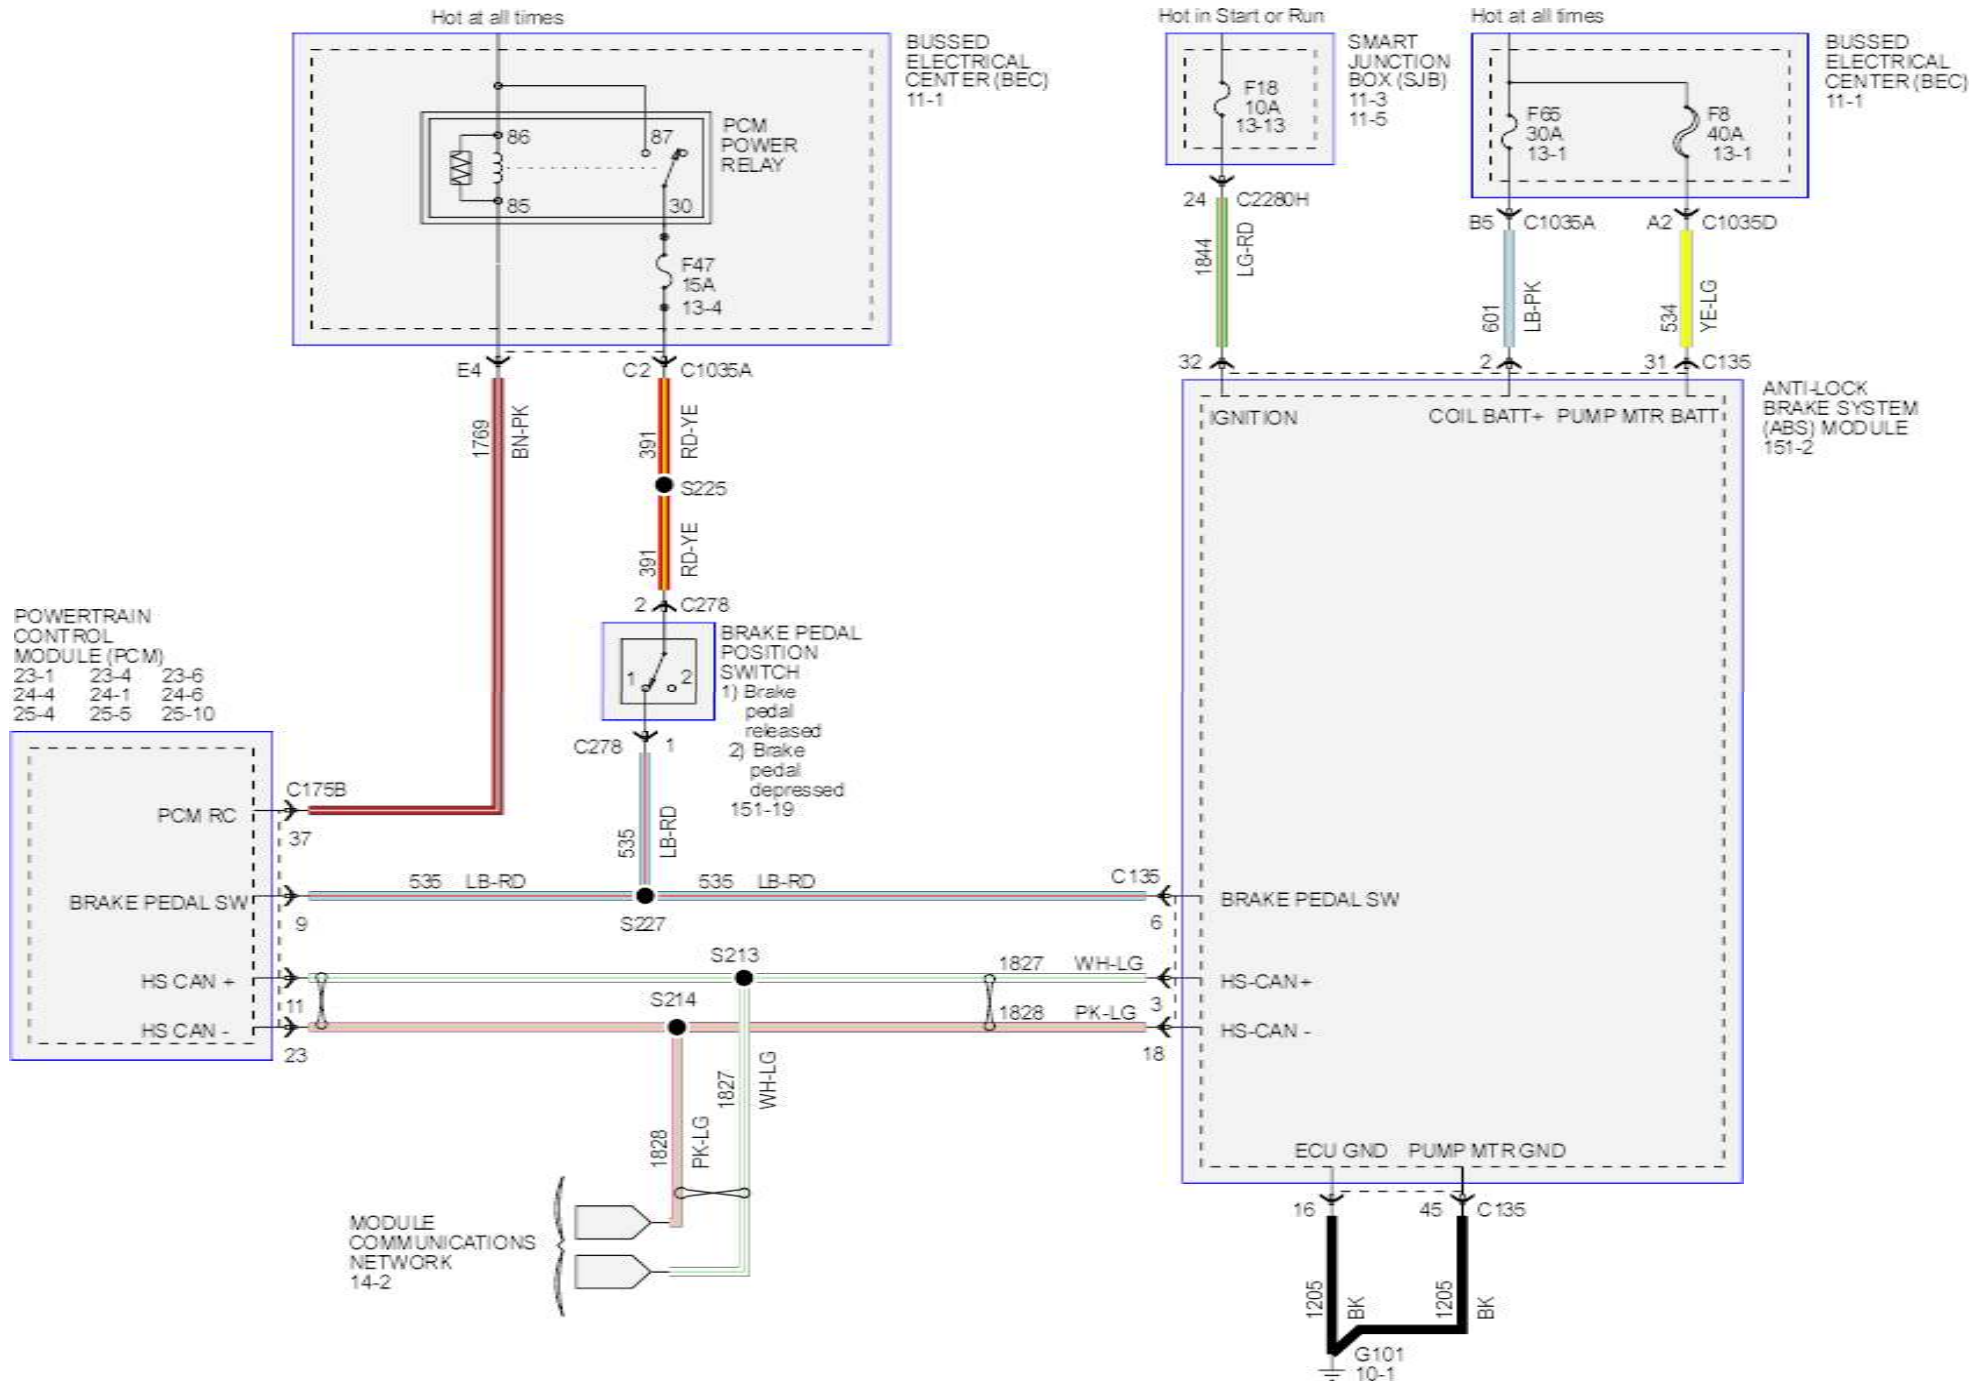 Hot at all times
BUSSED
ELECTRICAL
CENTER (BEC)
11-1
86
87
PCM
POWER
RELAY
85
30
F47
15A
13-4
E4
C2
C1035A
1769
BN-PK
391
RD-YE
S225
391
RD-YE
2
C278
BRAKE PEDAL
POSITION
SWITCH
1) Brake
pedal
released
2) Brake
pedal
depressed
151-19
1
2
C278
1
535
LB-RD
Hot in Start or Run
SMART
JUNCTION
BOX (SJB)
11-3
11-5
F18
10A
13-13
24
C2280H
1844
LG-RD
32
Hot at all times
BUSSED
ELECTRICAL
CENTER (BEC)
11-1
F65
30A
13-1
F8
40A
13-1
B5
C1035A
A2
C1035D
601
LB-PK
534
YE-LG
2
31
C135
ANTI-LOCK
BRAKE SYSTEM
(ABS) MODULE
151-2
IGNITION
COIL BATT+
PUMP MTR BATT
POWERTRAIN
CONTROL
MODULE (PCM)
23-1 23-4 23-6
24-4 24-1 24-6
25-4 25-5 25-10
PCM RC
C175B
37
BRAKE PEDAL SW
9
535 LB-RD
S227
535 LB-RD
C135
6
BRAKE PEDAL SW
HS CAN +
11
S213
1827 WH-LG
3
HS-CAN+
HS CAN -
23
S214
1828 PK-LG
18
HS-CAN -
1828
PK-LG
1827
WH-LG
MODULE
COMMUNICATIONS
NETWORK
14-2
ECU GND
PUMP MTR GND
16
45
C135
1205
BK
1205
BK
G101
10-1